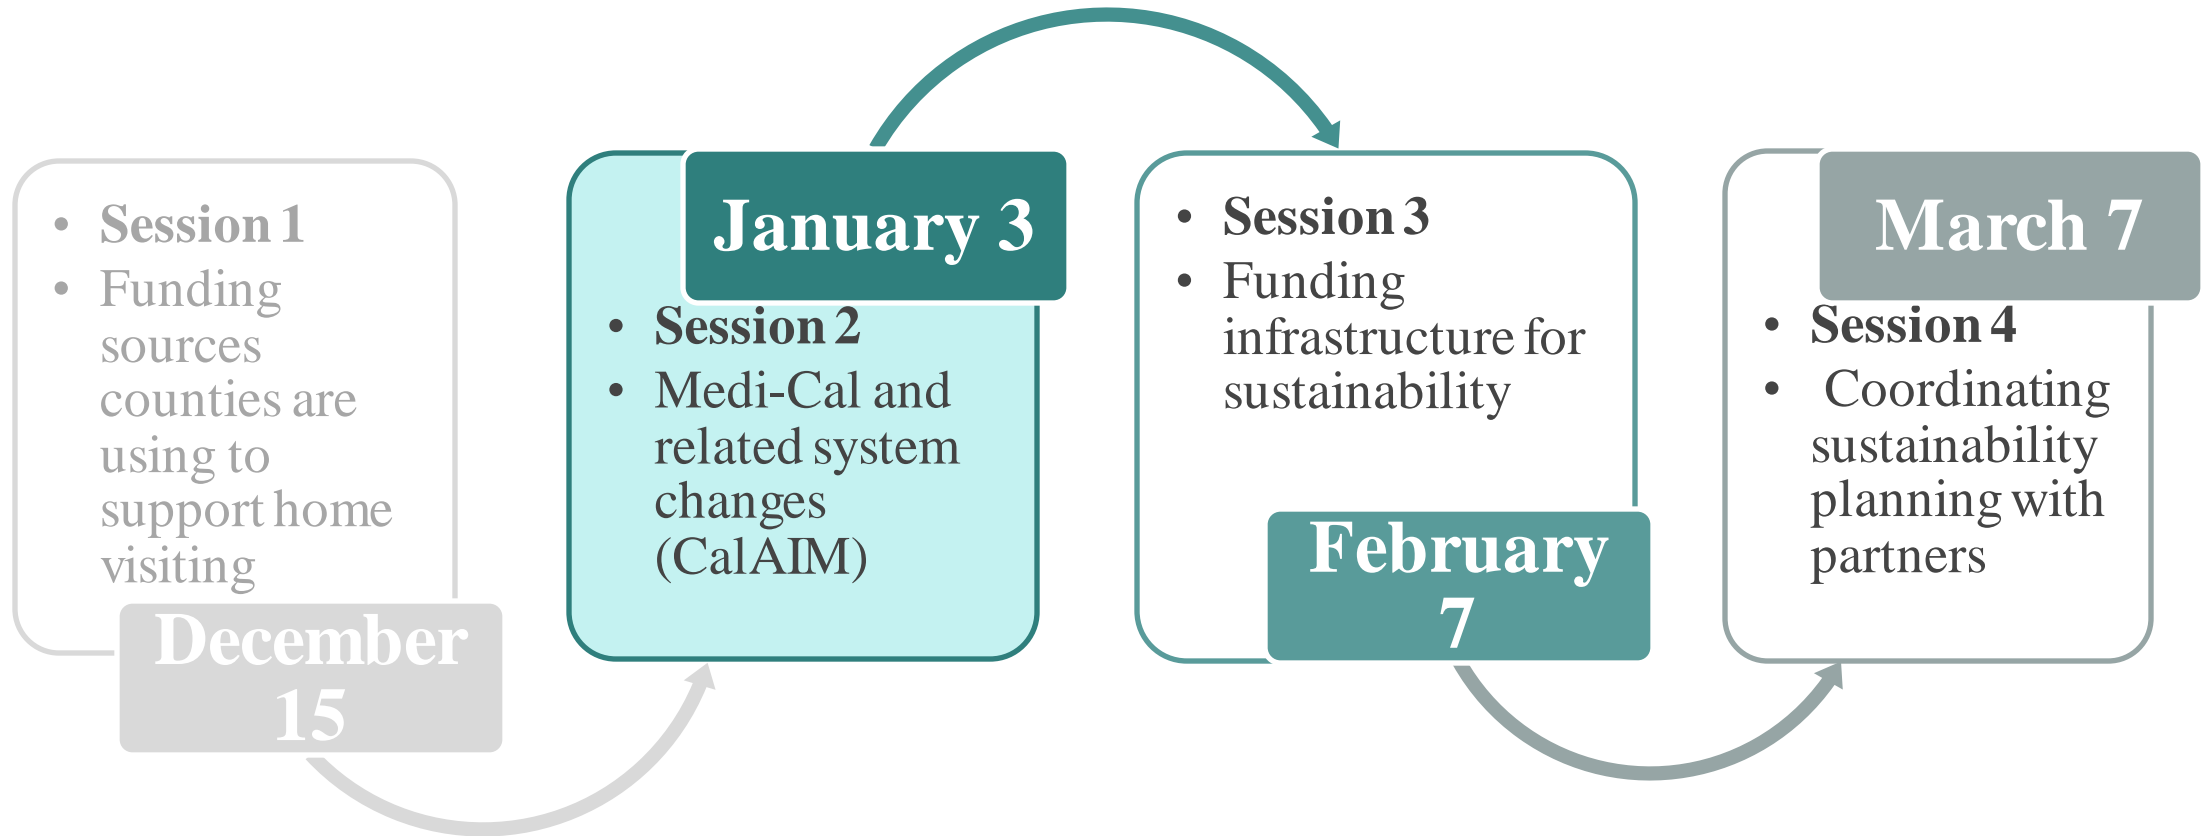 • Session 1
• Funding
sources
counties are
using to
support home
visiting
December
15
January 3
• Session 2
• Medi-Cal and
related system
changes
(CalAIM)
• Session 3
• Funding
infrastructure for
sustainability
February
7
March 7
• Session 4
• Coordinating
sustainability
planning with
partners